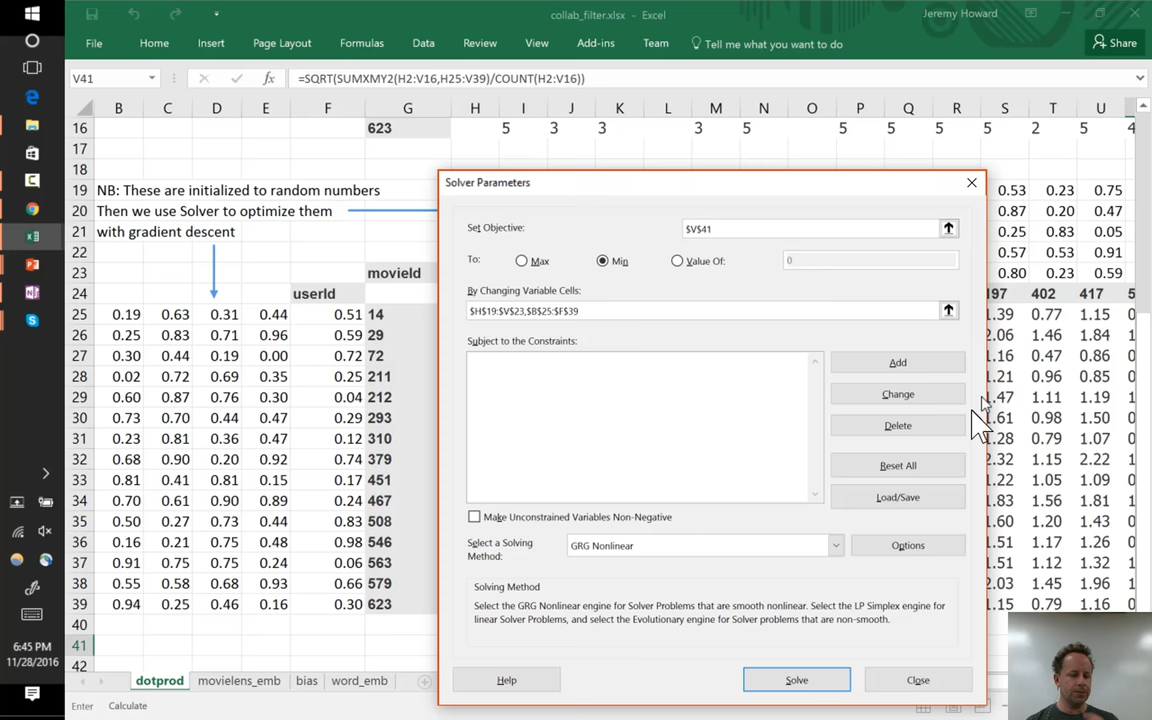 collab_filter.xlsx - Excel
Jeremy Howard
File Home Insert Page Layout Formulas Data Review View Add-ins Team Tell me what you want to do Share
V41 fx =SQRT(SUMXMY2(H2:V16,H25:V39)/COUNT(H2:V16))
B C D E F G H I J K L M N O P Q R S T U
16 623 5 3 3 3 5 5 5 5 5 2 5 4
17
18
19 NB: These are initialized to random numbers 0.53 0.23 0.75
20 Then we use Solver to optimize them 0.87 0.20 0.47
21 with gradient descent 0.25 0.83 0.05
22 0.57 0.53 0.91
23 movieId 0.80 0.23 0.59
24 userId 197 402 417 5
25 0.19 0.63 0.31 0.44 0.51 14 1.39 0.77 1.15 0
26 0.25 0.83 0.71 0.96 0.59 29 2.06 1.46 1.84 1
27 0.30 0.44 0.19 0.00 0.72 72 1.16 0.47 0.86 0
28 0.02 0.72 0.69 0.35 0.25 211 1.21 0.96 0.85 0
29 0.60 0.87 0.76 0.30 0.04 212 1.47 1.11 1.19 1
30 0.73 0.70 0.44 0.47 0.29 293 1.61 0.98 1.50 0
31 0.23 0.81 0.36 0.47 0.12 310 1.28 0.79 1.07 0
32 0.68 0.90 0.20 0.92 0.74 379 2.32 1.15 2.22 1
33 0.81 0.41 0.81 0.15 0.17 451 1.22 1.05 1.09 0
34 0.70 0.61 0.90 0.89 0.24 467 1.83 1.56 1.81 1
35 0.50 0.27 0.73 0.44 0.83 508 1.60 1.20 1.43 0
36 0.16 0.21 0.75 0.48 0.98 546 1.51 1.17 1.26 0
37 0.91 0.75 0.75 0.24 0.06 563 1.51 1.12 1.32 1
38 0.55 0.58 0.68 0.93 0.66 579 2.03 1.45 1.96 1
39 0.94 0.25 0.46 0.16 0.30 623 1.15 0.79 1.16 0
40
41
42
Solver Parameters
Set Objective: $V$41
To: Max Min Value Of: 0
By Changing Variable Cells:
$H$19:$V$23,$B$25:$F$39
Subject to the Constraints:
Add
Change
Delete
Reset All
Load/Save
Make Unconstrained Variables Non-Negative
Select a Solving Method: GRG Nonlinear Options
Solving Method
Select the GRG Nonlinear engine for Solver Problems that are smooth nonlinear. Select the LP Simplex engine for
linear Solver Problems, and select the Evolutionary engine for Solver problems that are non-smooth.
Help Solve Close
dotprod movielens_emb bias word_emb
Enter Calculate
6:45 PM
11/28/2016